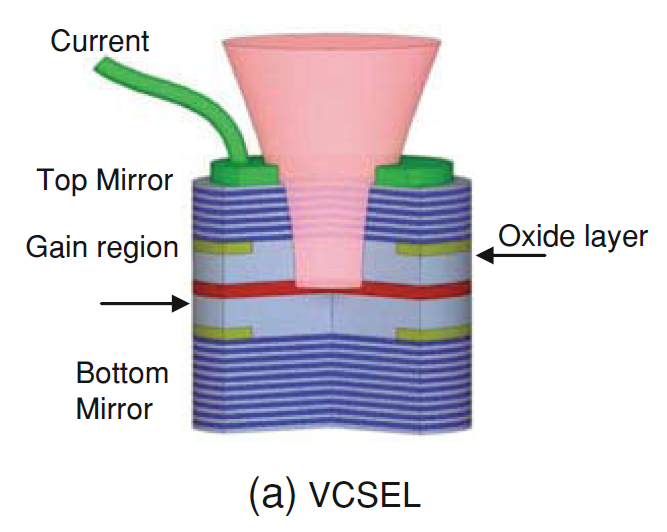 Current
Top Mirror
Gain region
Oxide layer
Bottom
Mirror
(a) VCSEL